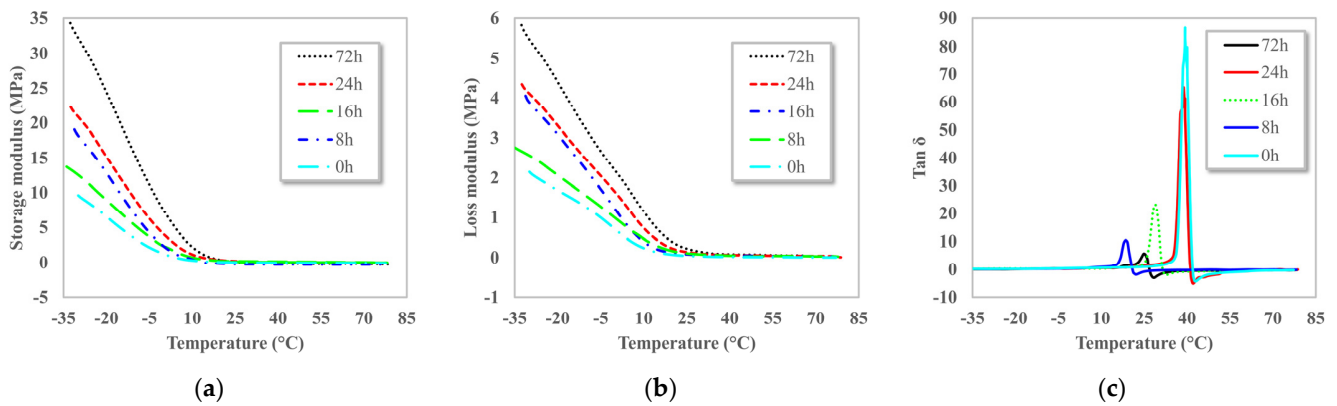 35
30
25
20
15
10
5
0
-5
Storage modulus (MPa)
-35 -20 -5 10 25 40 55 70 85
Temperature (°C)
72h
24h
16h
8h
0h
(a)
6
5
4
3
2
1
0
-1
Loss modulus (MPa)
-35 -20 -5 10 25 40 55 70 85
Temperature (°C)
72h
24h
16h
8h
0h
(b)
90
80
70
60
50
40
30
20
10
0
-10
Tan δ
-35 -20 -5 10 25 40 55 70 85
Temperature (°C)
72h
24h
16h
8h
0h
(c)